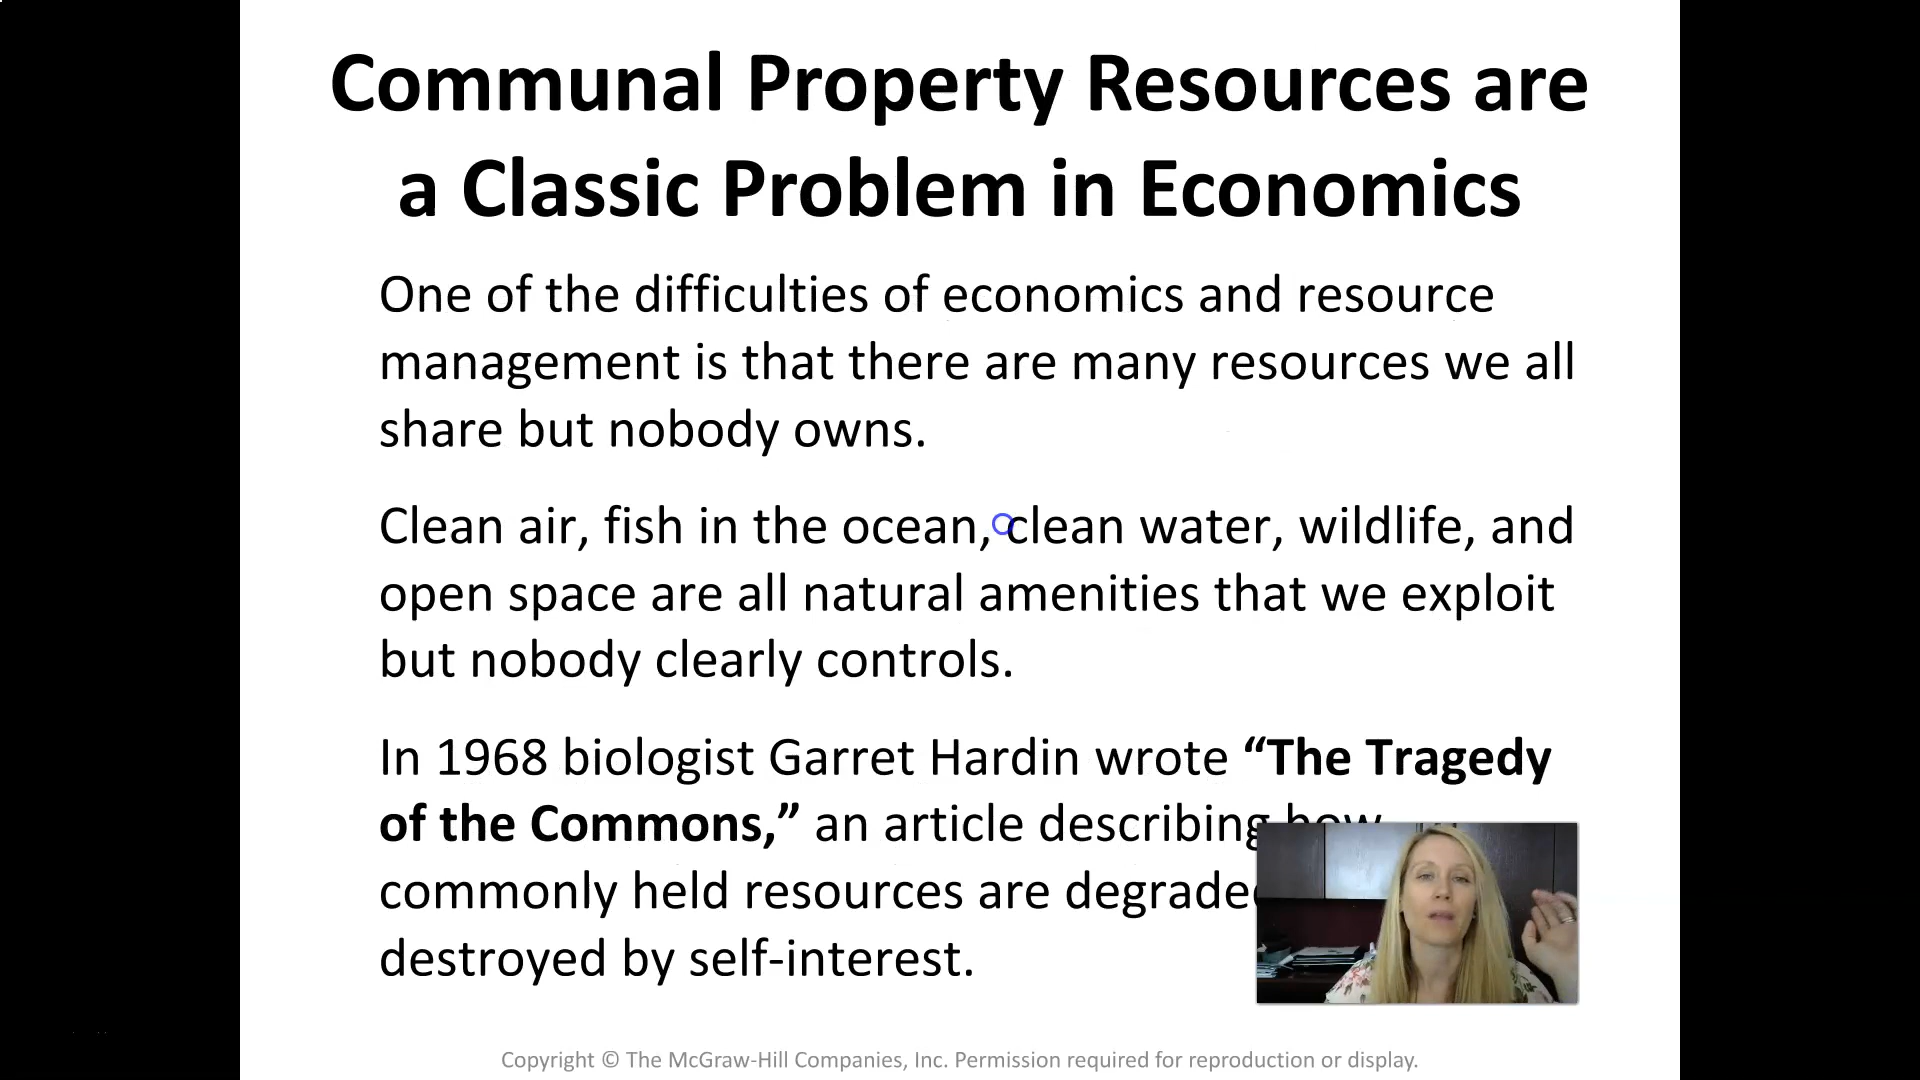 Communal Property Resources are
a Classic Problem in Economics
One of the difficulties of economics and resource
management is that there are many resources we all
share but nobody owns.
Clean air, fish in the ocean, clean water, wildlife, and
open space are all natural amenities that we exploit
but nobody clearly controls.
In 1968 biologist Garret Hardin wrote “The Tragedy
of the Commons,” an article describing how
commonly held resources are degraded
destroyed by self-interest.
Copyright © The McGraw-Hill Companies, Inc. Permission required for reproduction or display.